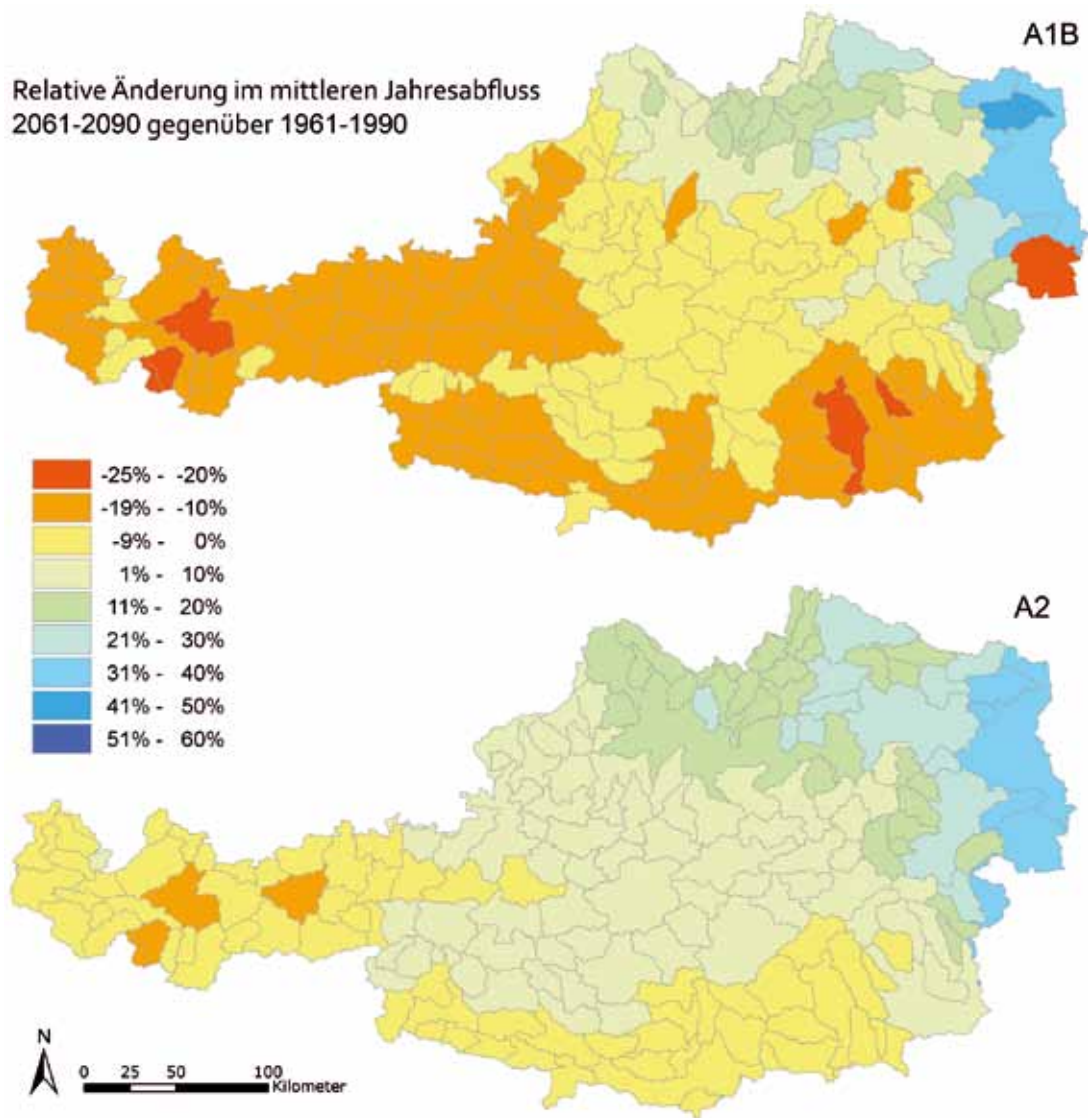 A1B
Relative Änderung im mittleren Jahresabfluss
2061-2090 gegenüber 1961-1990
-25% - -20%
-19% - -10%
-9% - 0%
1% - 10%
11% - 20%
21% - 30%
31% - 40%
41% - 50%
51% - 60%
A2
N
0 25 50 100
Kilometer